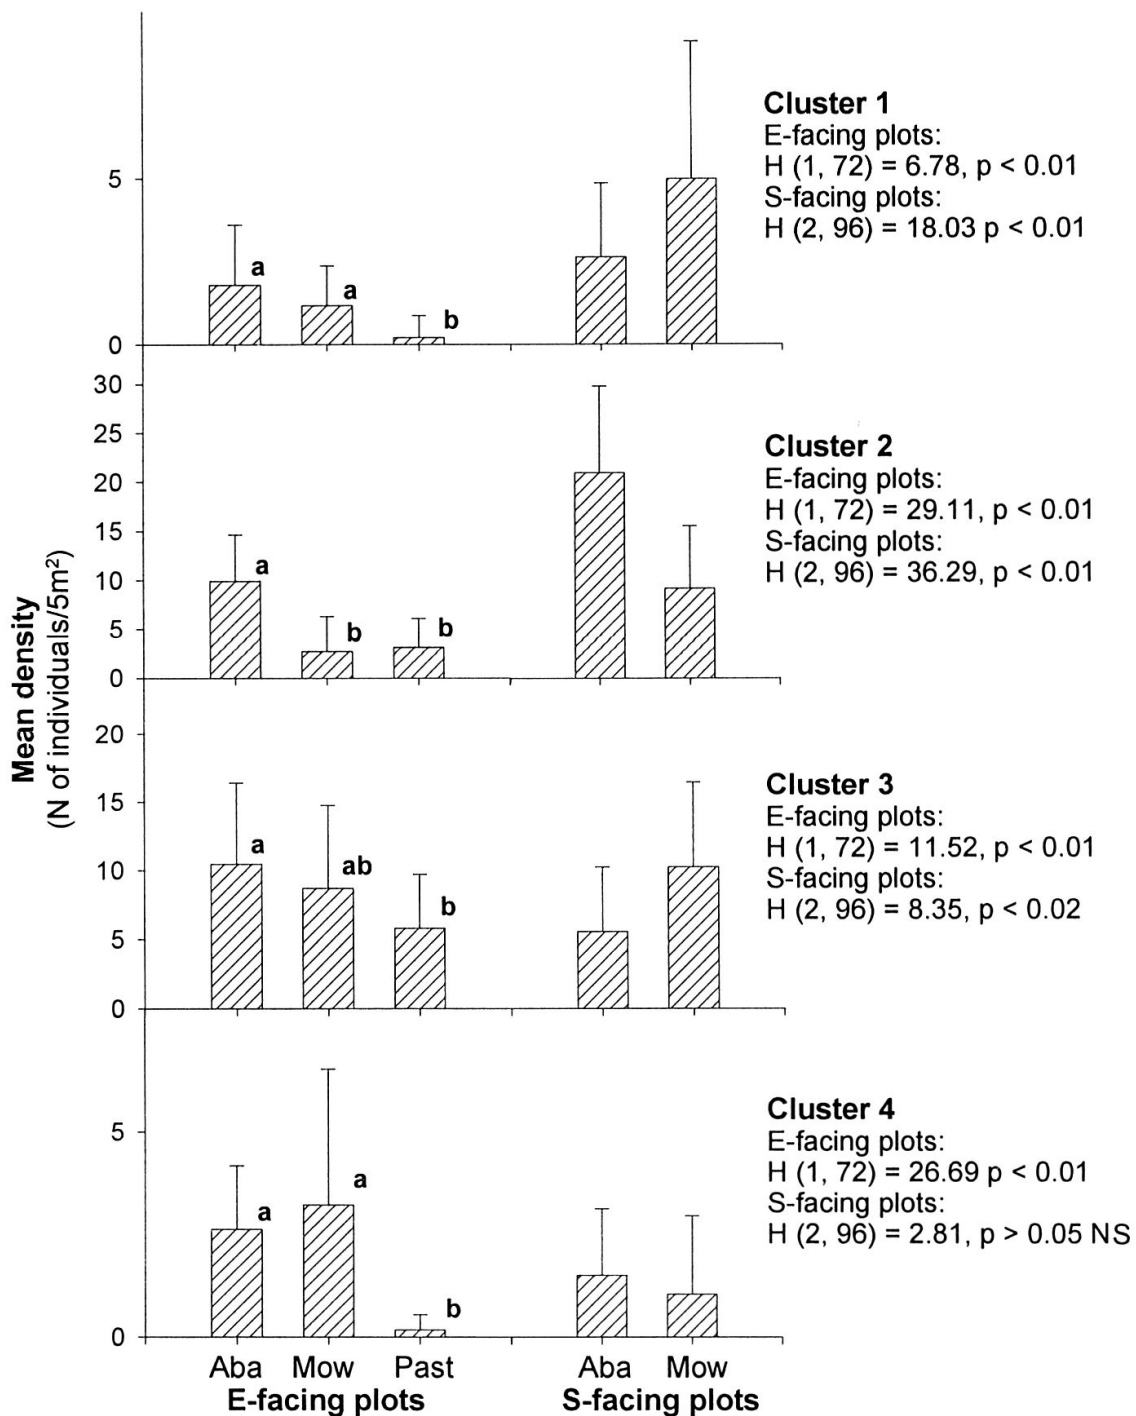 Mean density
(N of individuals/5m²)
5
0
a
a
b
Cluster 1
E-facing plots:
H (1, 72) = 6.78, p < 0.01
S-facing plots:
H (2, 96) = 18.03 p < 0.01
30
25
20
15
10
5
0
a
b
b
Cluster 2
E-facing plots:
H (1, 72) = 29.11, p < 0.01
S-facing plots:
H (2, 96) = 36.29, p < 0.01
20
15
10
5
0
a
ab
b
Cluster 3
E-facing plots:
H (1, 72) = 11.52, p < 0.01
S-facing plots:
H (2, 96) = 8.35, p < 0.02
5
0
a
a
b
Cluster 4
E-facing plots:
H (1, 72) = 26.69 p < 0.01
S-facing plots:
H (2, 96) = 2.81, p > 0.05 NS
Aba Mow Past Aba Mow
E-facing plots S-facing plots